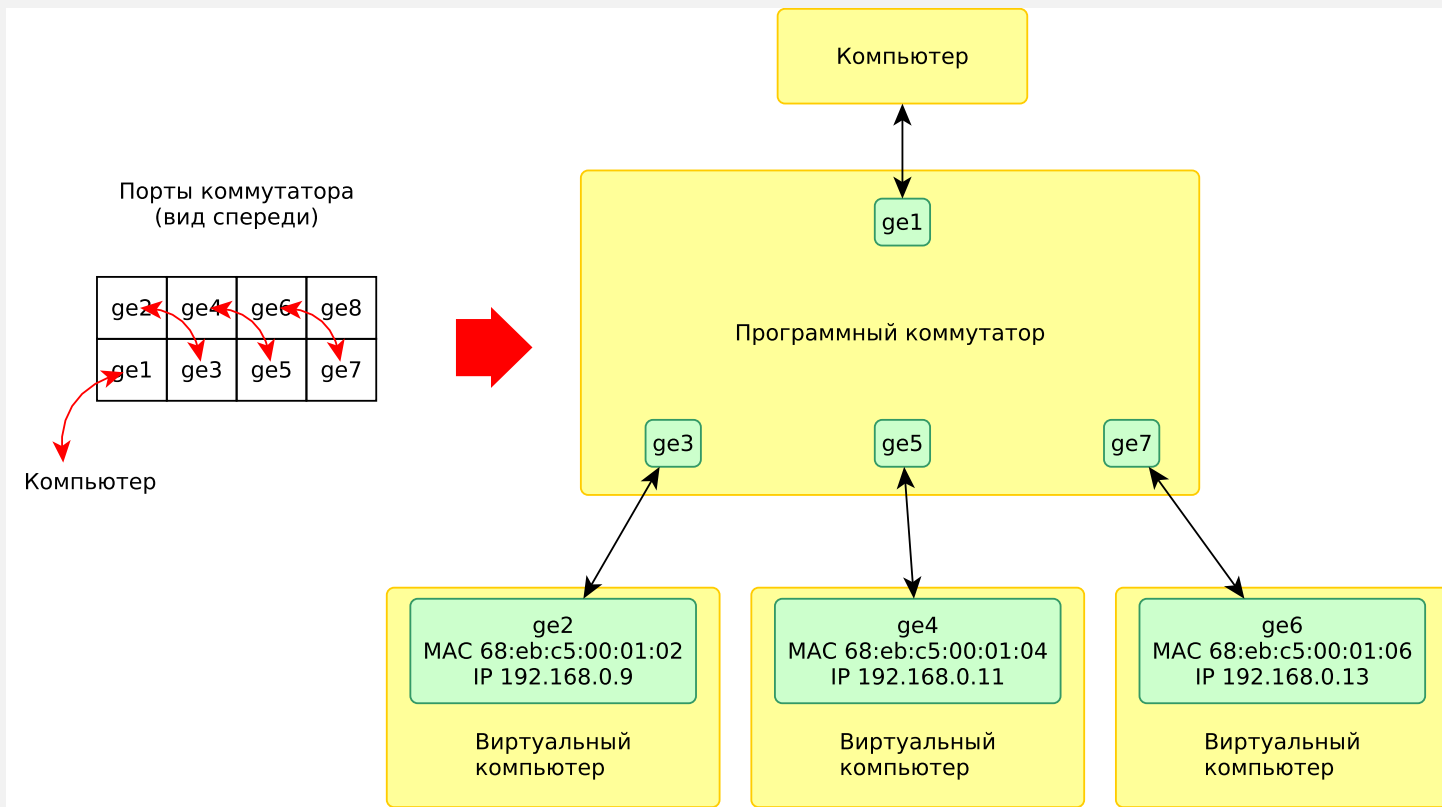 Компьютер
Порты коммутатора
(вид спереди)
ge2 ge4 ge6 ge8
ge1 ge3 ge5 ge7
Компьютер
ge1
Программный коммутатор
ge3 ge5 ge7
ge2
MAC 68:eb:c5:00:01:02
IP 192.168.0.9
Виртуальный
компьютер
ge4
MAC 68:eb:c5:00:01:04
IP 192.168.0.11
Виртуальный
компьютер
ge6
MAC 68:eb:c5:00:01:06
IP 192.168.0.13
Виртуальный
компьютер